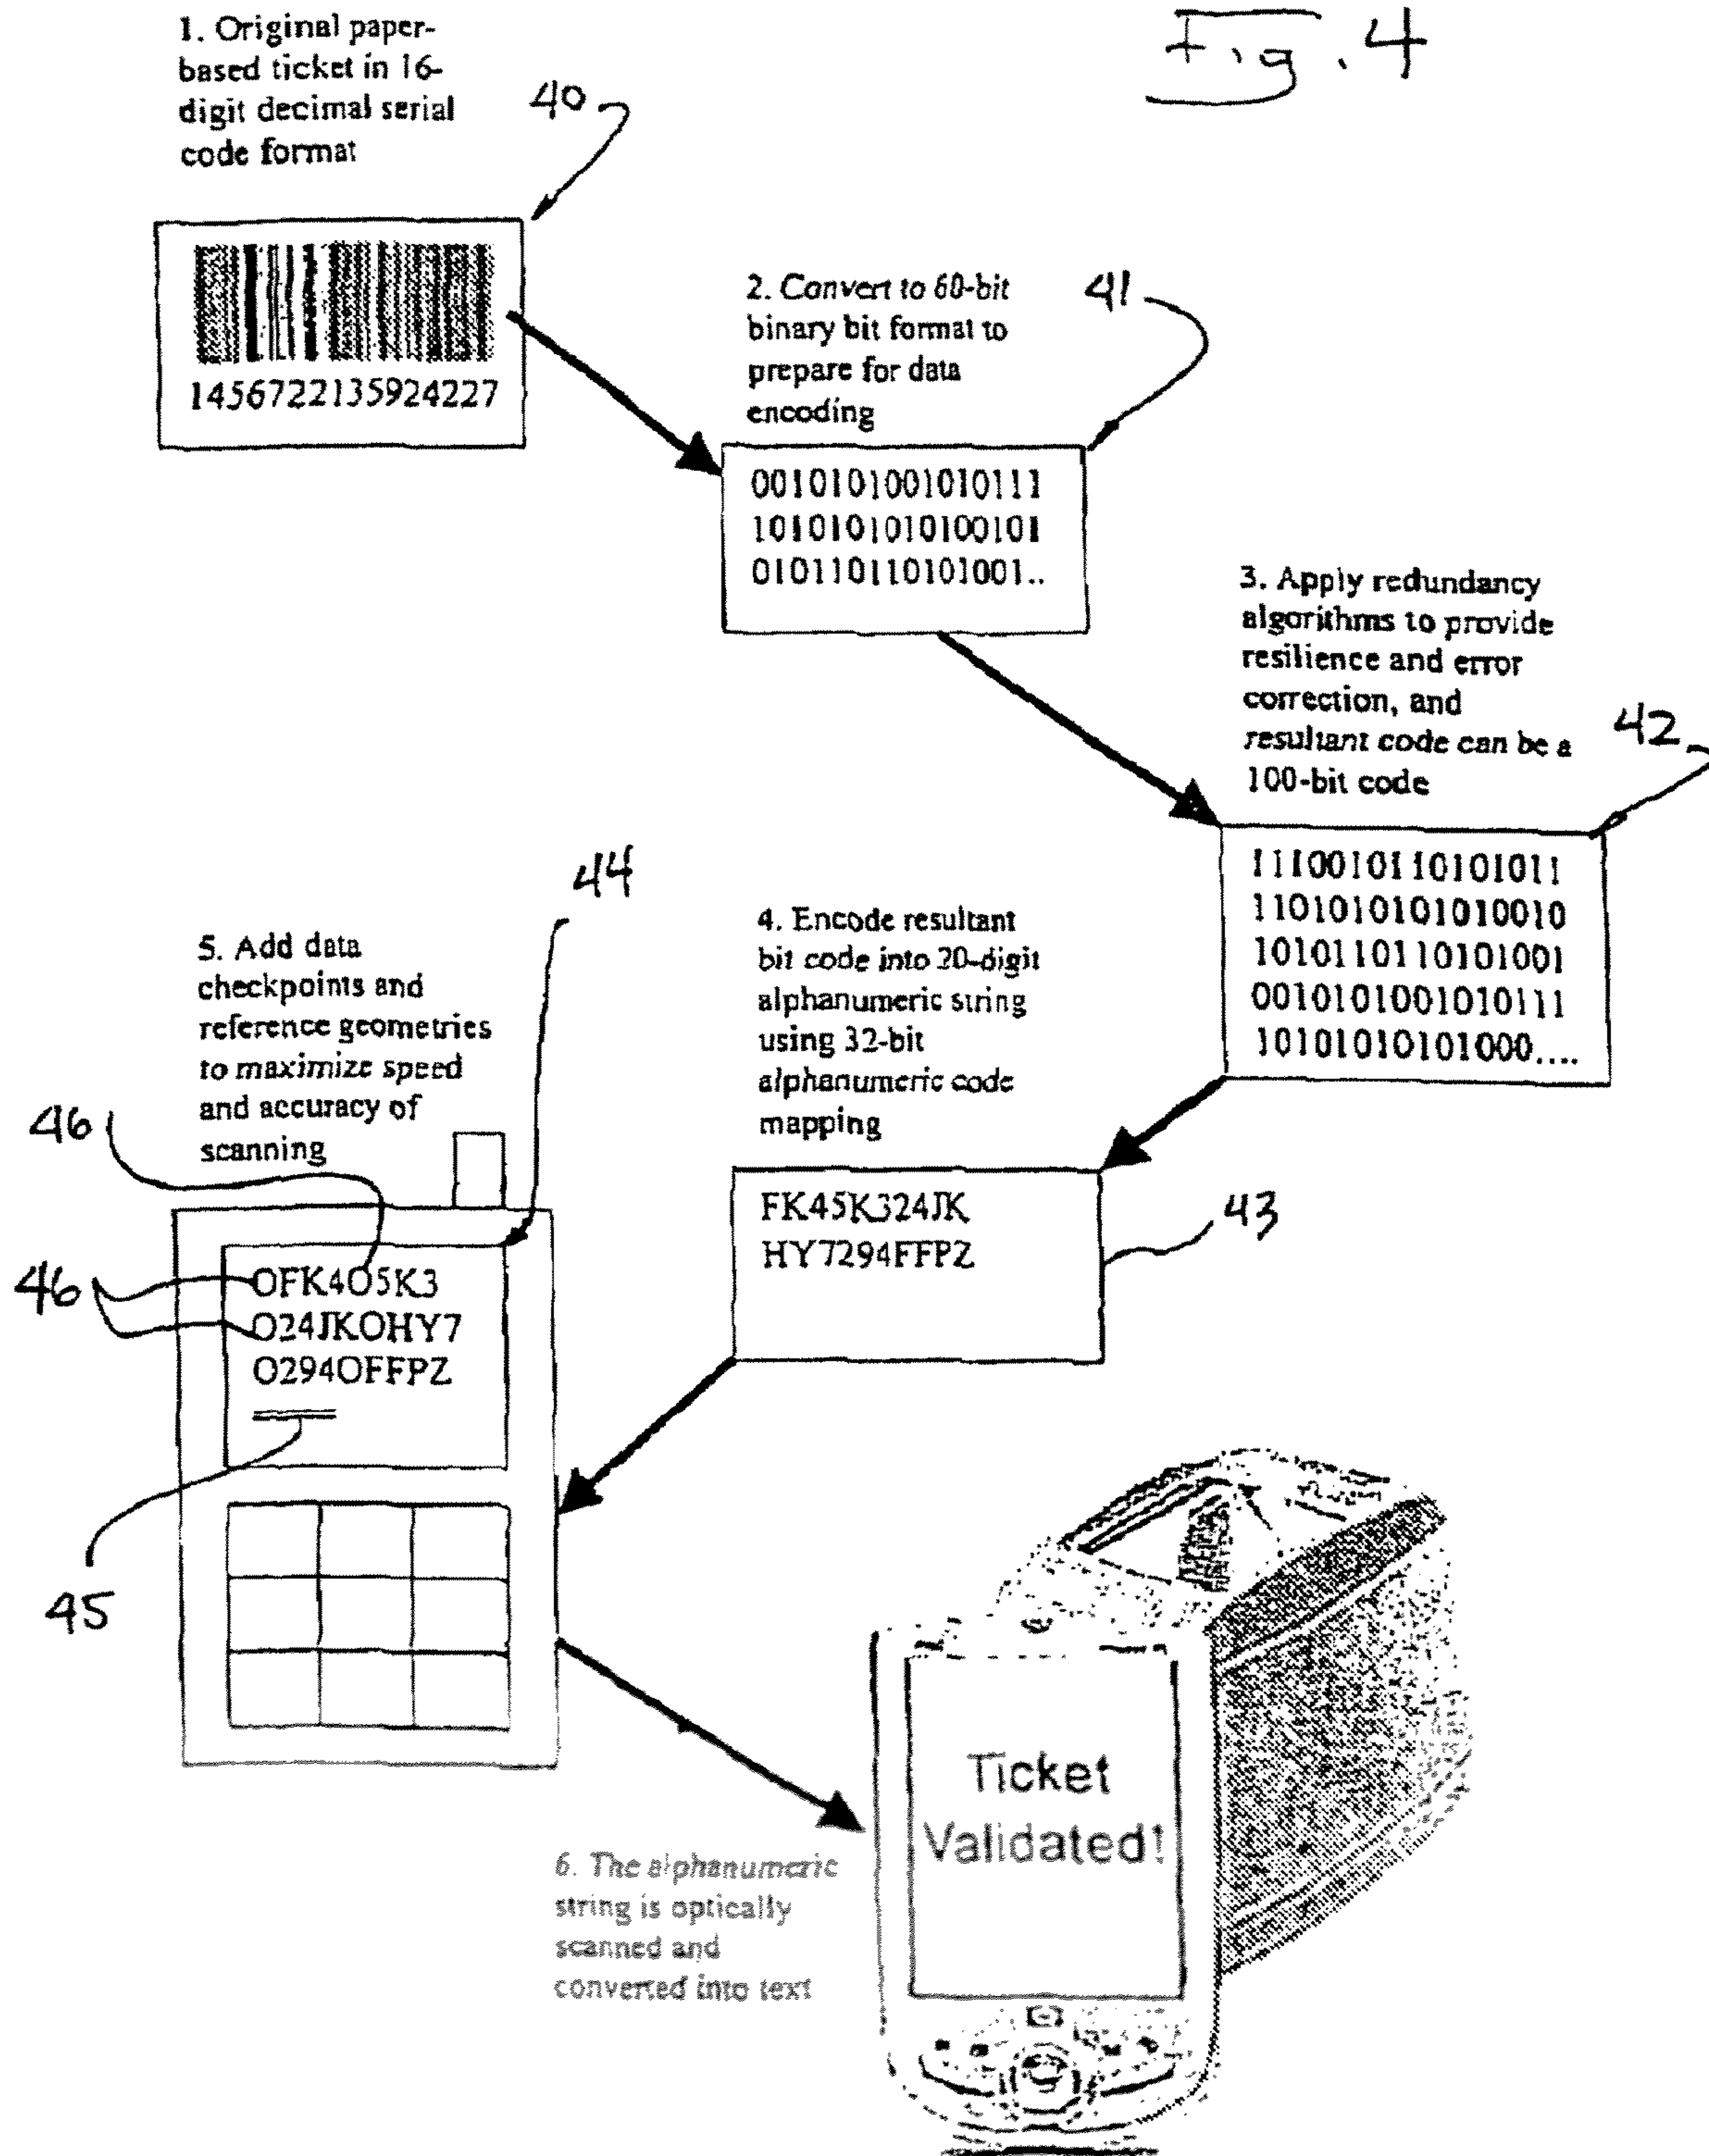 Fig. 4
1. Original paper-
based ticket in 16-
digit decimal serial
code format
40
1456722135924227
2. Convert to 60-bit
binary bit format to
prepare for data
encoding
41
0010101001010111
1010101010100101
010110110101001..
3. Apply redundancy
algorithms to provide
resilience and error
correction, and
resultant code can be a
100-bit code
42
1110010110101011
1101010101010010
1010110110101001
0010101001010111
10101010101000....
4. Encode resultant
bit code into 20-digit
alphanumeric string
using 32-bit
alphanumeric code
mapping
FK45K324JK
HY7294FFPZ
43
44
5. Add data
checkpoints and
reference geometries
to maximize speed
and accuracy of
scanning
46
46
OFK4O5K3
O24JKOHY7
O294OFFPZ
45
6. The alphanumeric
string is optically
scanned and
converted into text
Ticket
Validated!